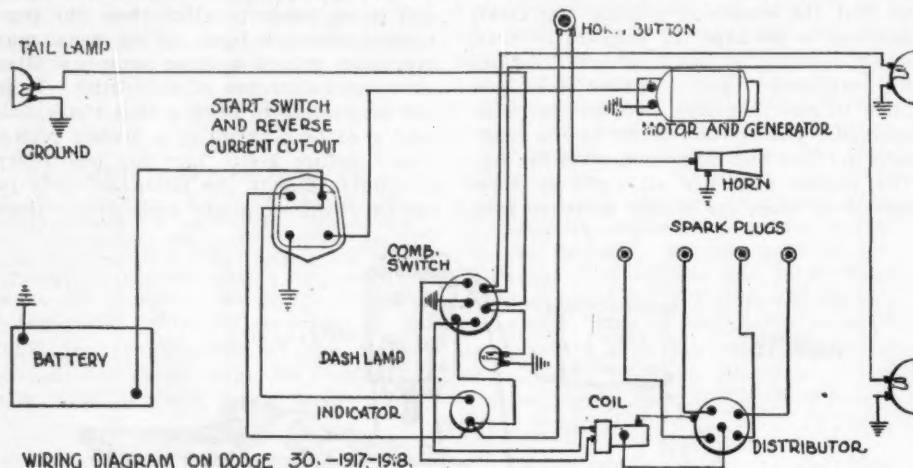 HORN BUTTON
TAIL LAMP
START SWITCH
AND REVERSE
CURRENT CUT-OUT
GROUND
MOTOR AND GENERATOR
HORN
SPARK PLUGS
COMB.
SWITCH
BATTERY
DASH LAMP
INDICATOR
COIL
DISTRIBUTOR
WIRING DIAGRAM ON DODGE 30.-1917-1918.